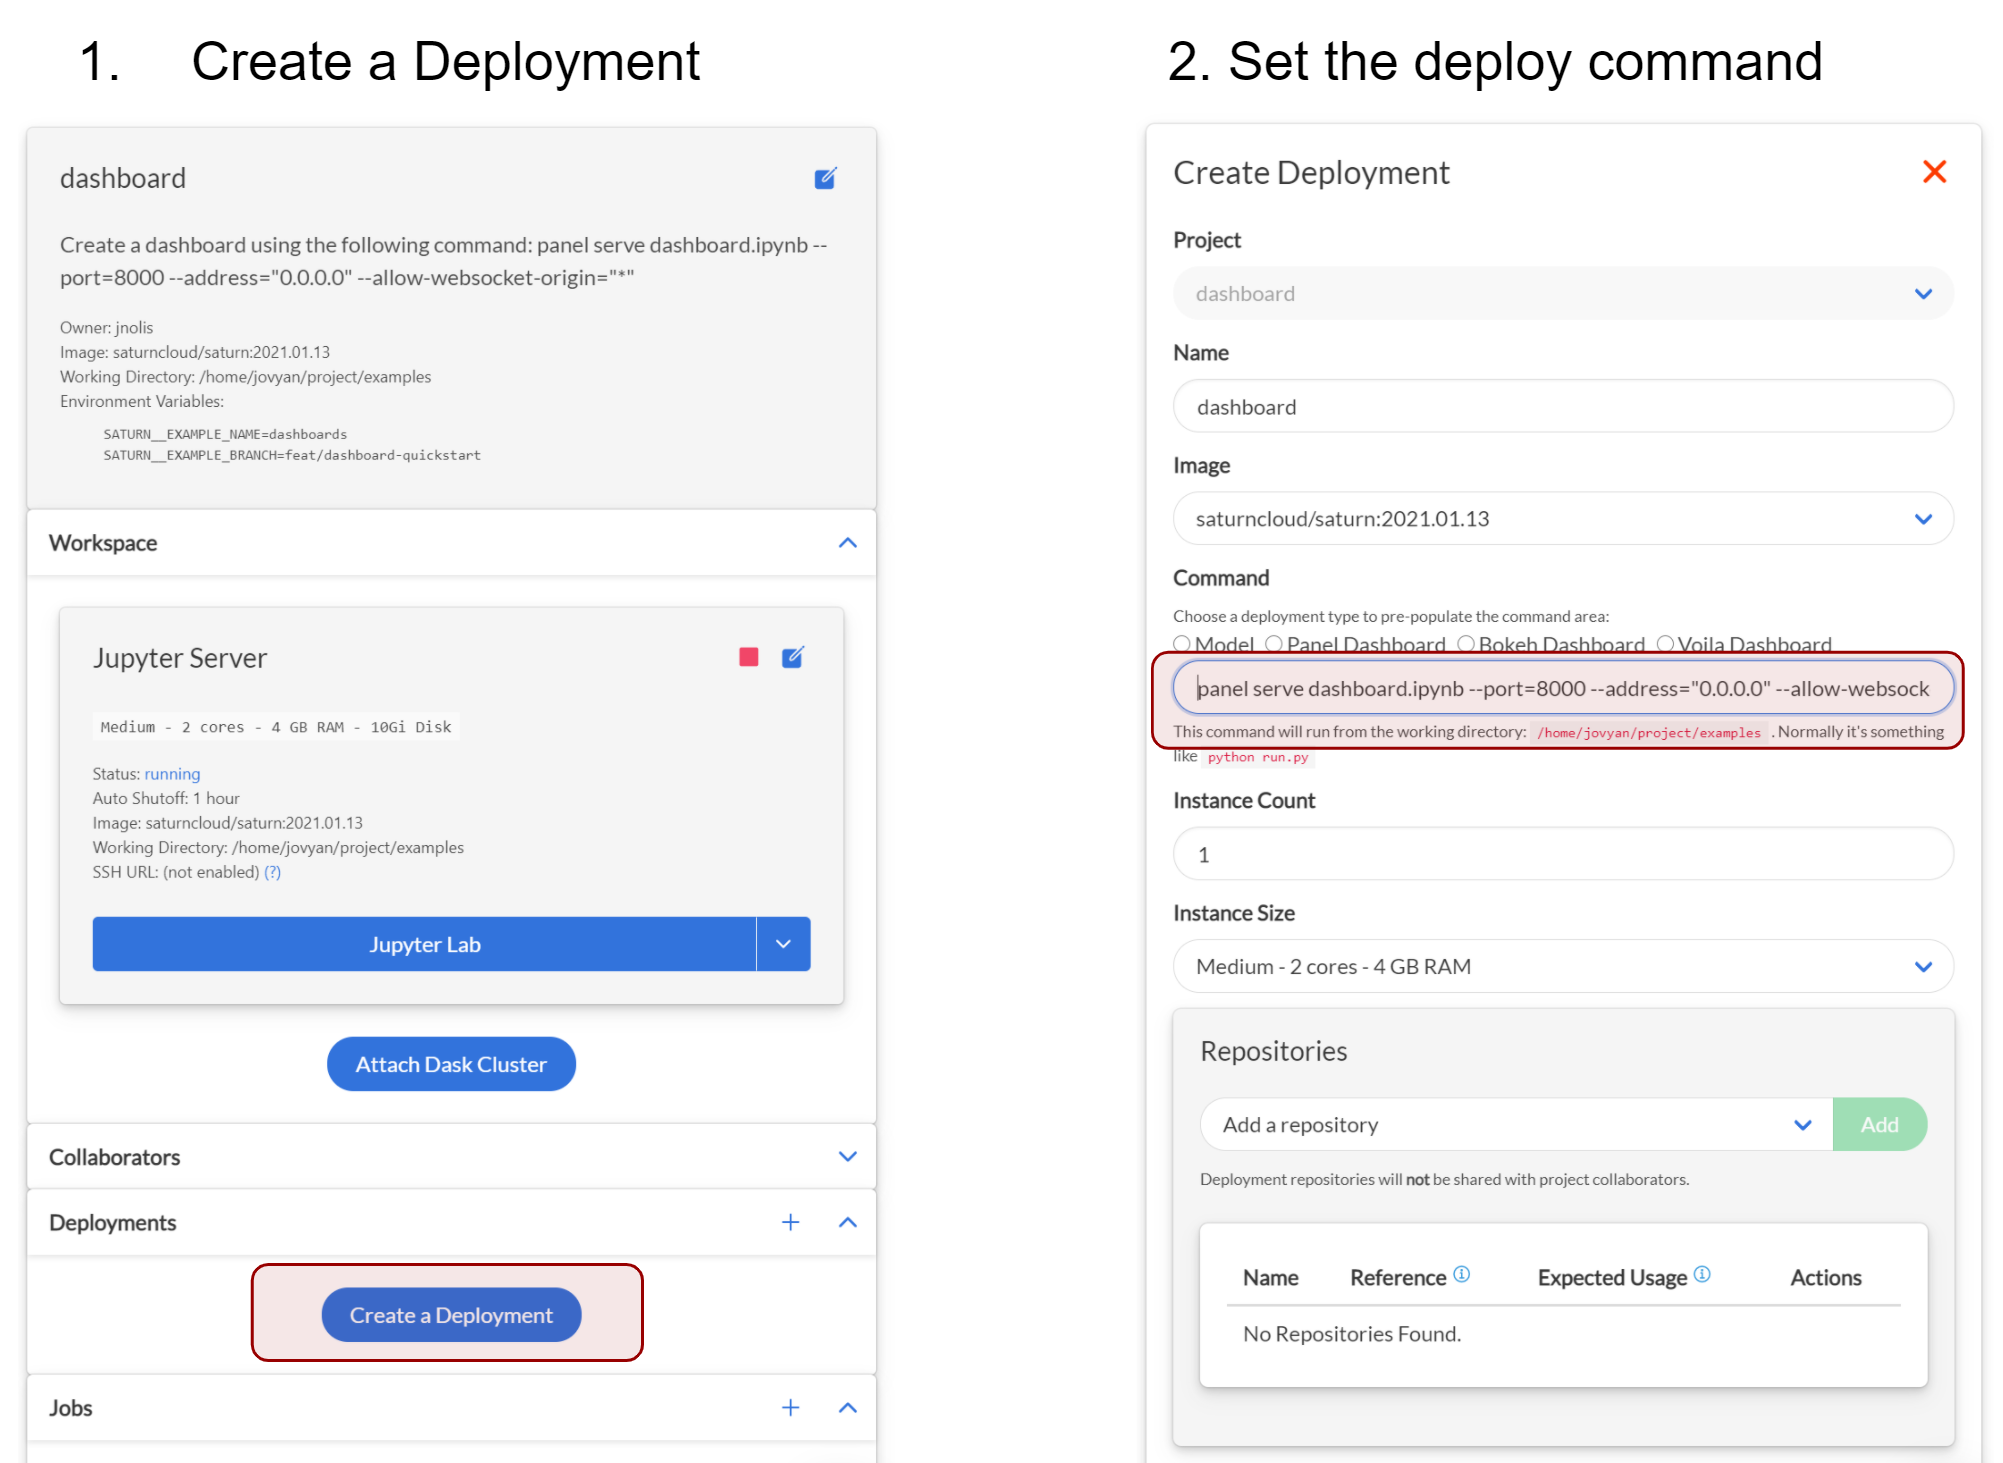 1. Create a Deployment
dashboard
Create a dashboard using the following command: panel serve dashboard.ipynb --
port=8000 --address="0.0.0.0" --allow-websocket-origin="*"
Owner: jnolis
Image: saturncloud/saturn:2021.01.13
Working Directory: /home/jovyan/project/examples
Environment Variables:
SATURN__EXAMPLE_NAME=dashboards
SATURN__EXAMPLE_BRANCH=feat/dashboard-quickstart
Workspace
Jupyter Server
Medium - 2 cores - 4 GB RAM - 10Gi Disk
Status: running
Auto Shutoff: 1 hour
Image: saturncloud/saturn:2021.01.13
Working Directory: /home/jovyan/project/examples
SSH URL: (not enabled) (?)
Jupyter Lab
Attach Dask Cluster
Collaborators
Deployments
Create a Deployment
Jobs
2. Set the deploy command
Create Deployment
Project
dashboard
Name
dashboard
Image
saturncloud/saturn:2021.01.13
Command
Choose a deployment type to pre-populate the command area:
Model Panel Dashboard Bokeh Dashboard Voila Dashboard
panel serve dashboard.ipynb --port=8000 --address="0.0.0.0" --allow-websock
This command will run from the working directory: /home/jovyan/project/examples . Normally it's something
like python run.py
Instance Count
1
Instance Size
Medium - 2 cores - 4 GB RAM
Repositories
Add a repository
Add
Deployment repositories will not be shared with project collaborators.
Name Reference Expected Usage Actions
No Repositories Found.